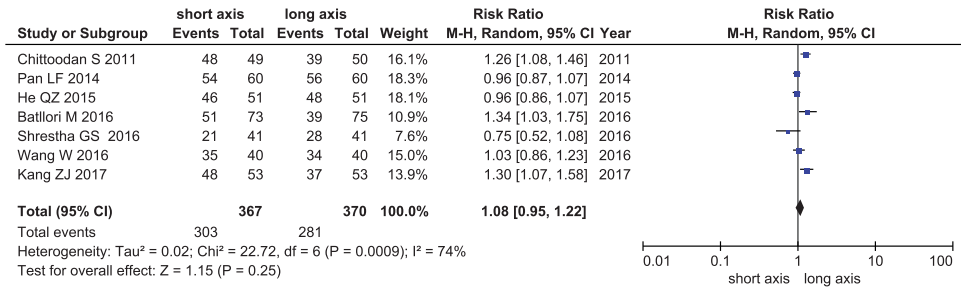 short axis long axis Risk Ratio Risk Ratio
Study or Subgroup Events Total Events Total Weight M-H, Random, 95% CI Year M-H, Random, 95% CI
Chittoodan S 2011 48 49 39 50 16.1% 1.26 [1.08, 1.46] 2011
Pan LF 2014 54 60 56 60 18.3% 0.96 [0.87, 1.07] 2014
He QZ 2015 46 51 48 51 18.1% 0.96 [0.86, 1.07] 2015
Batllori M 2016 51 73 39 75 10.9% 1.34 [1.03, 1.75] 2016
Shrestha GS 2016 21 41 28 41 7.6% 0.75 [0.52, 1.08] 2016
Wang W 2016 35 40 34 40 15.0% 1.03 [0.86, 1.23] 2016
Kang ZJ 2017 48 53 37 53 13.9% 1.30 [1.07, 1.58] 2017
Total (95% CI) 367 370 100.0% 1.08 [0.95, 1.22]
Total events 303 281
Heterogeneity: Tau² = 0.02; Chi² = 22.72, df = 6 (P = 0.0009); I² = 74%
Test for overall effect: Z = 1.15 (P = 0.25)
0.01 0.1 1 10 100
short axis long axis